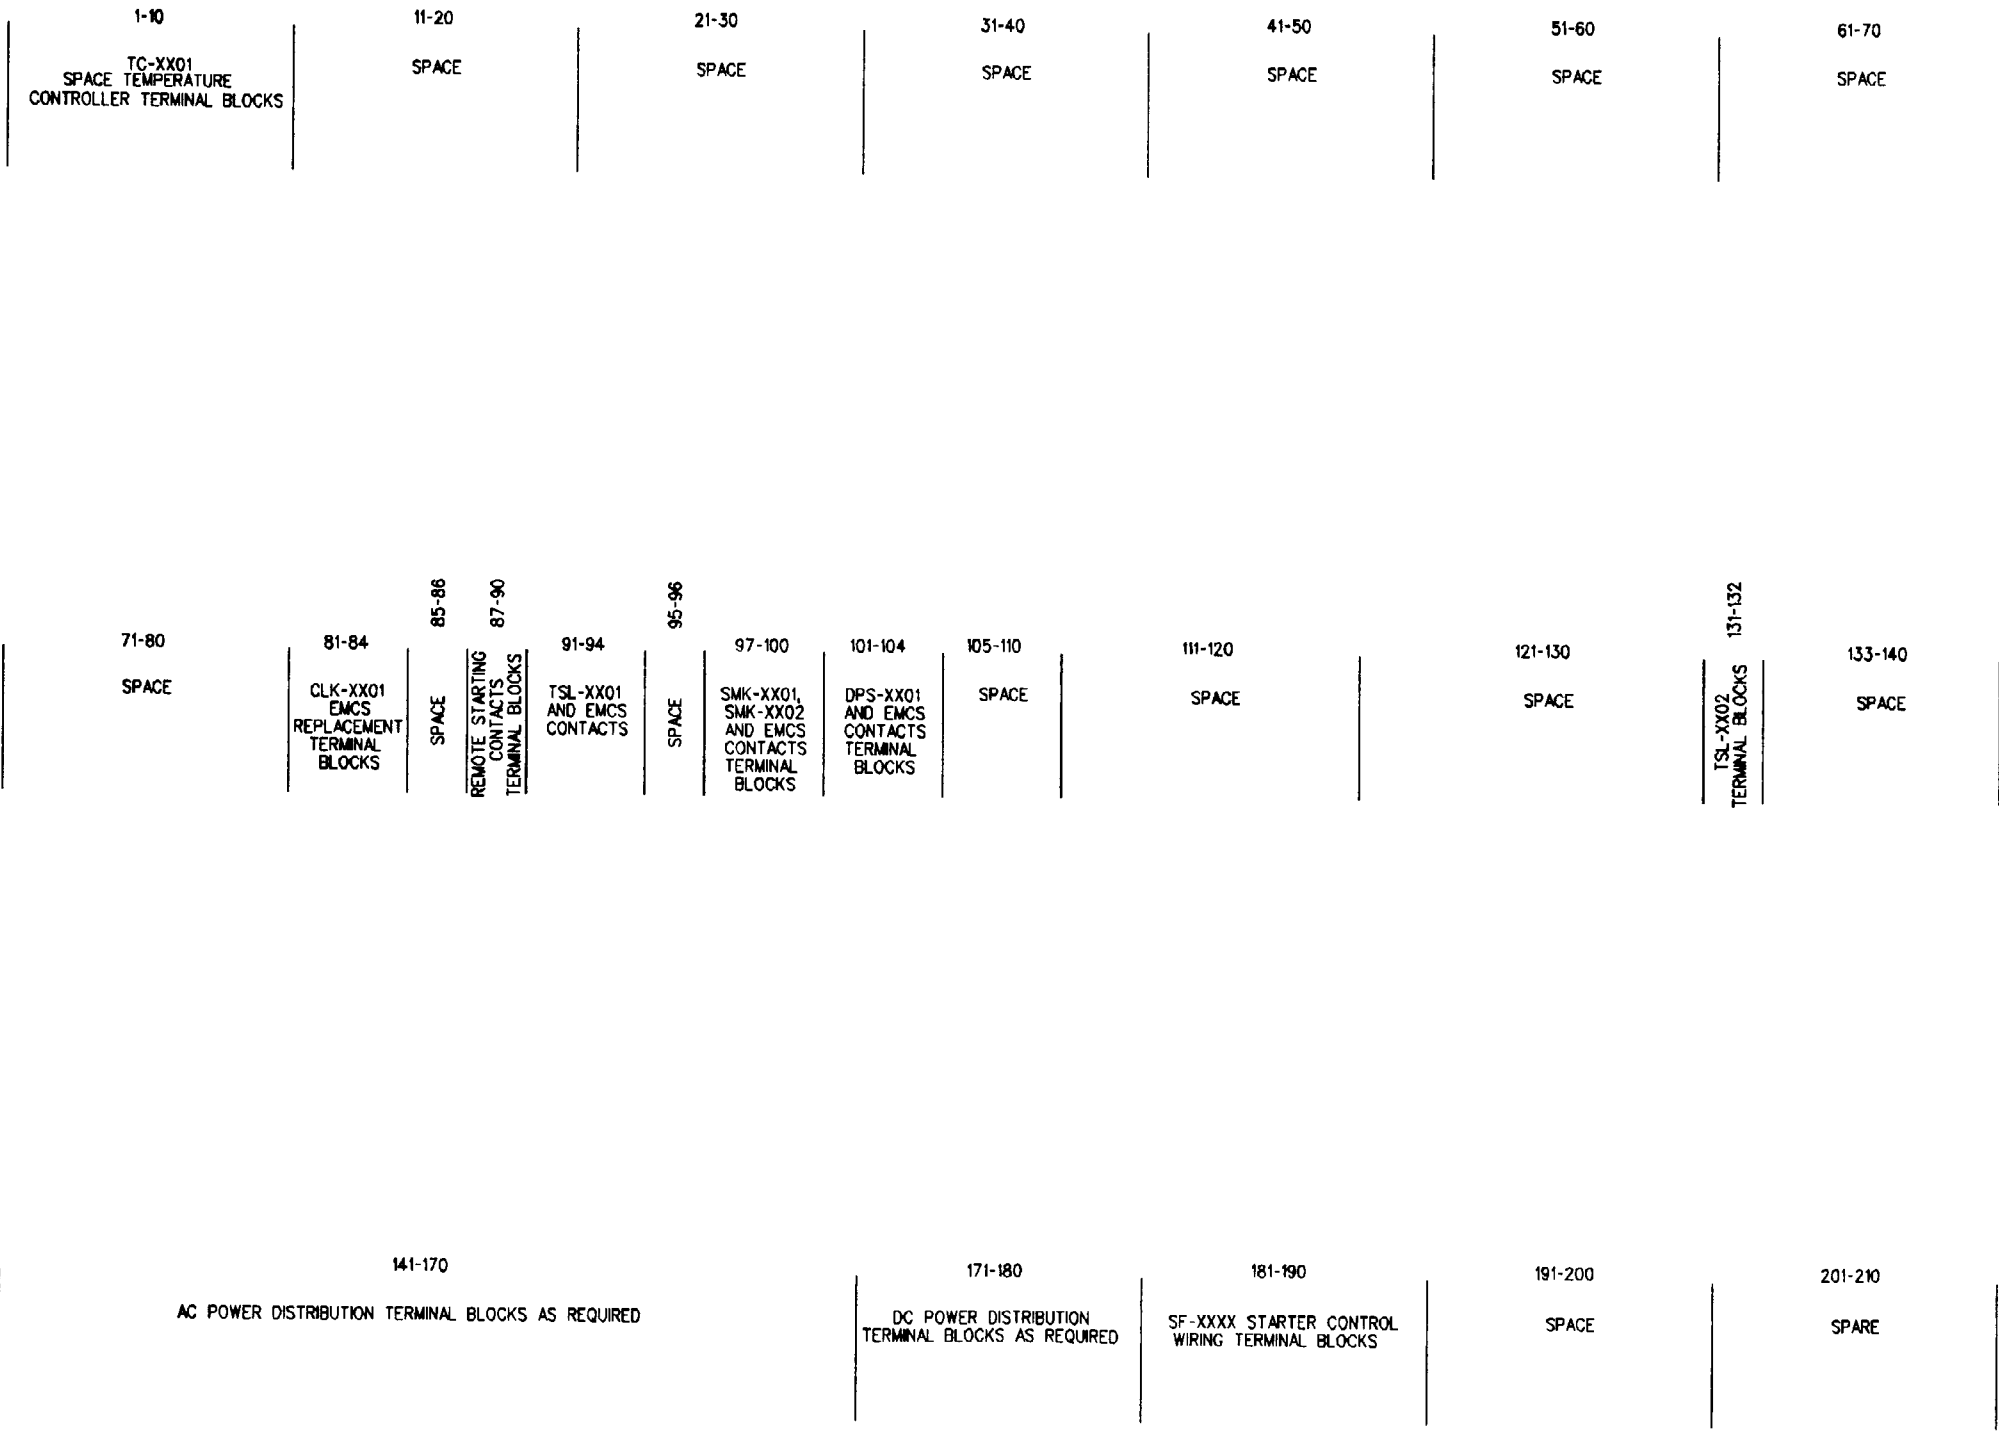 1-10
TC-XX01
SPACE TEMPERATURE
CONTROLLER TERMINAL BLOCKS
11-20
SPACE
21-30
SPACE
31-40
SPACE
41-50
SPACE
51-60
SPACE
61-70
SPACE
71-80
SPACE
81-84
CLK-XX01
EMCS
REPLACEMENT
TERMINAL
BLOCKS
85-86
SPACE
87-90
REMOTE STARTING
CONTACTS
TERMINAL BLOCKS
91-94
TSL-XX01
AND EMCS
CONTACTS
95-96
SPACE
97-100
SMK-XX01,
SMK-XX02
AND EMCS
CONTACTS
TERMINAL
BLOCKS
101-104
DPS-XX01
AND EMCS
CONTACTS
TERMINAL
BLOCKS
105-110
SPACE
111-120
SPACE
121-130
SPACE
131-132
TSL-XX02
TERMINAL BLOCKS
133-140
SPACE
141-170
AC POWER DISTRIBUTION TERMINAL BLOCKS AS REQUIRED
171-180
DC POWER DISTRIBUTION
TERMINAL BLOCKS AS REQUIRED
181-190
SF-XXXX STARTER CONTROL
WIRING TERMINAL BLOCKS
191-200
SPACE
201-210
SPARE